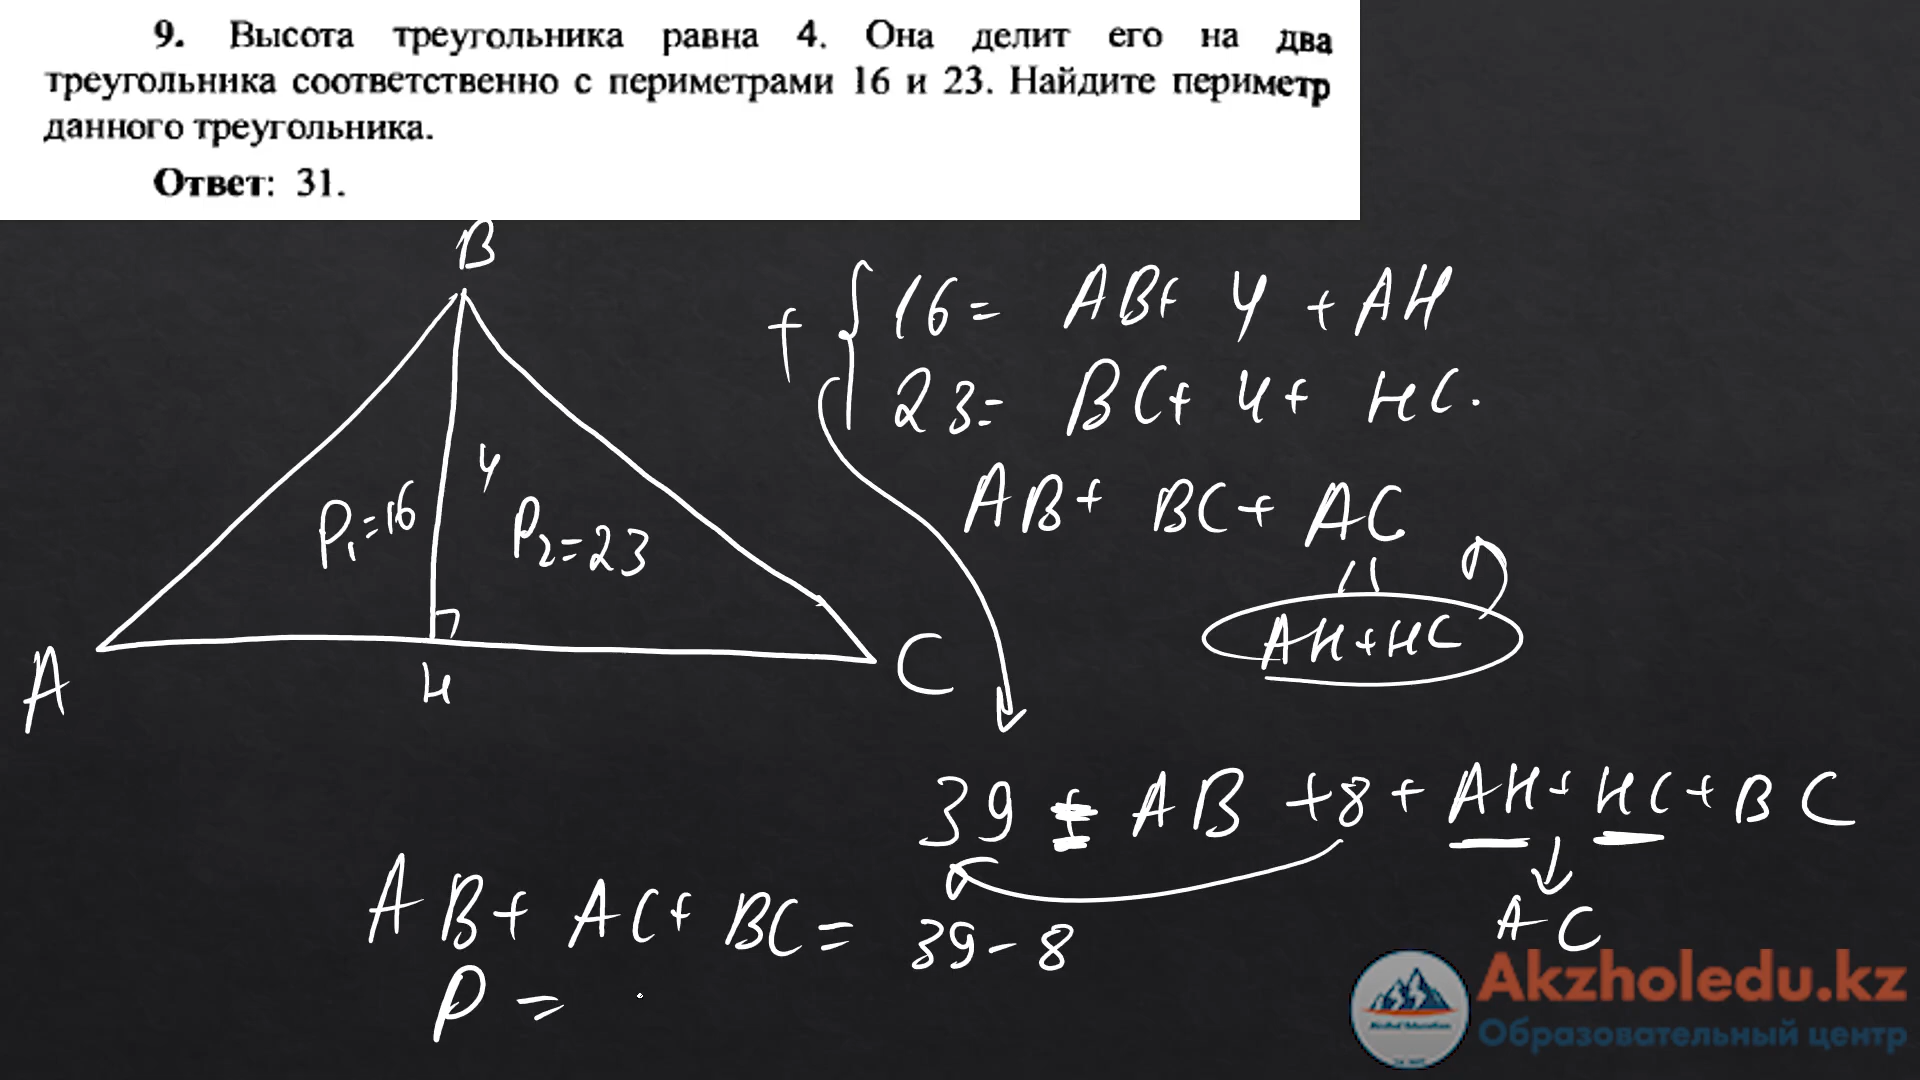 9. Высота треугольника равна 4. Она делит его на два
треугольника соответственно с периметрами 16 и 23. Найдите периметр
данного треугольника.
Ответ: 31.
B
+ { 16 = AB + 4 + AH
23 = BC + 4 + HC.
4
P₁=16
P₂=23
AB + BC + AC
AH+HC
A
H
C
39 = AB + 8 + AH + HC + BC
AC
AB + AC + BC = 39 - 8
P = .
Akzholedu.kz
Образовательный центр